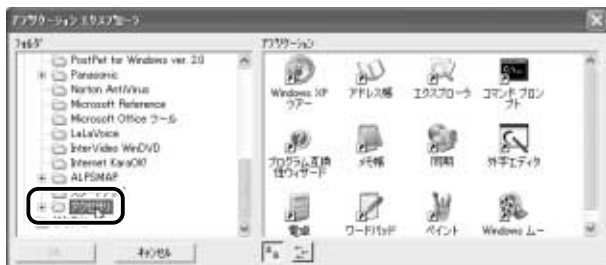 アプリケーション エクスプローラ
フォルダ
PostPet for Windows ver. 2.0
Panasonic
Norton AntiVirus
Microsoft Reference
Microsoft Office ツール
LaLaVoice
InterVideo WinDVD
Internet KaraOK!
ALPSMAP
アクセサリ
キャンセル
アプリケーション
Windows XP
ツアー
アドレス帳
エクスプローラ
コマンド プロン
プト
プログラム互換
性ウィザード
メモ帳
同期
外字エディタ
電卓
ワードパッド
ペイント
Windows ムー